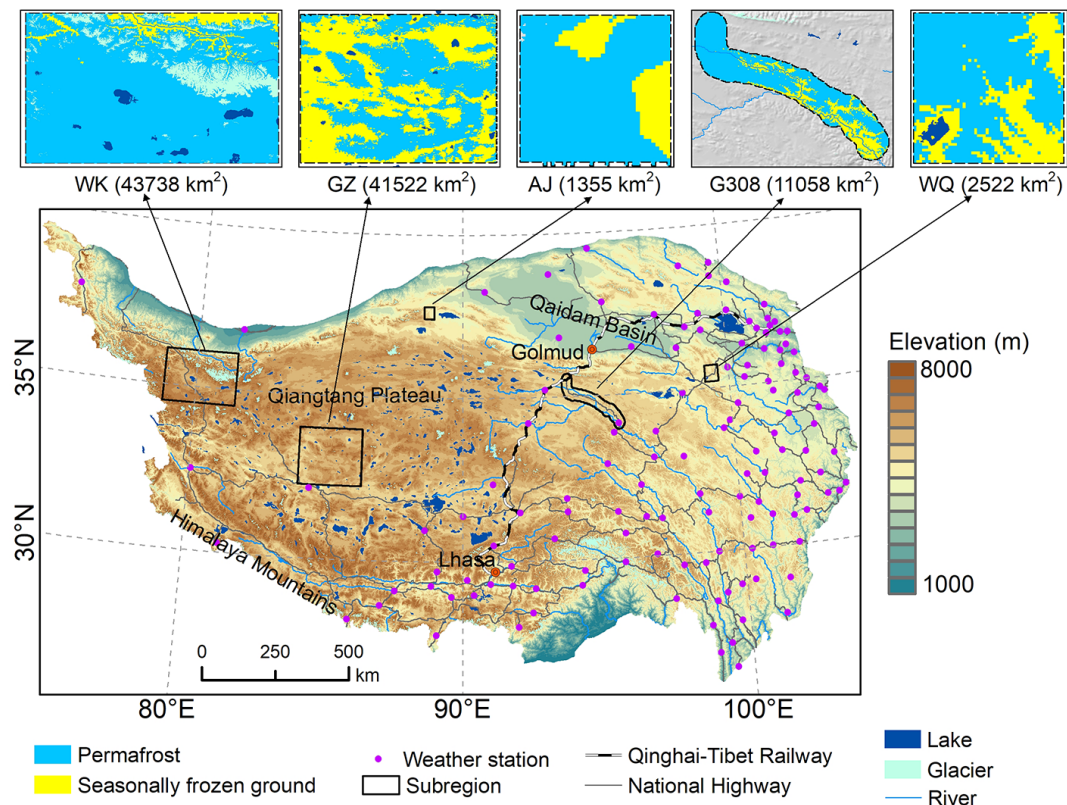 WK (43738 km²)
GZ (41522 km²)
AJ (1355 km²)
G308 (11058 km²)
WQ (2522 km²)
Qaidam Basin
Golmud
35°N
Qiangtang Plateau
30°N
Himalaya Mountains
Lhasa
0 250 500
km
80°E
90°E
100°E
Elevation (m)
8000
1000
Permafrost
Seasonally frozen ground
Weather station
Subregion
Qinghai-Tibet Railway
National Highway
Lake
Glacier
River